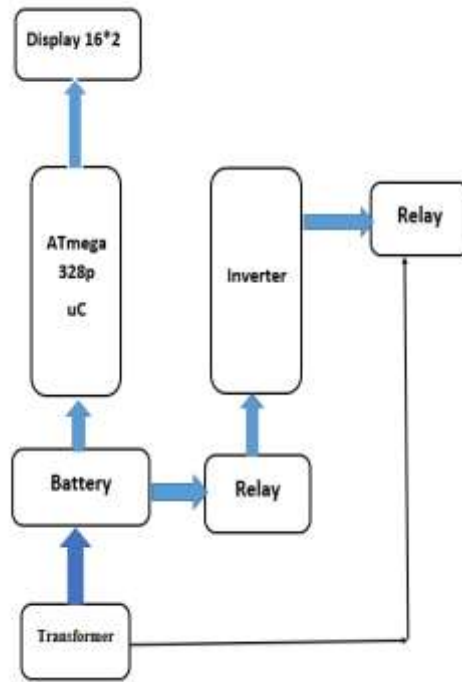 Display 16*2
ATmega
328p
uC
Inverter
Relay
Battery
Relay
Transformer